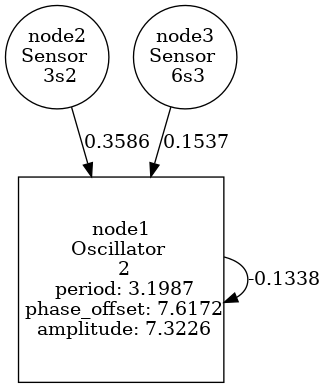 node2
Sensor
3s2
node3
Sensor
6s3
0.3586
0.1537
node1
Oscillator
2
period: 3.1987
phase_offset: 7.6172
amplitude: 7.3226
-0.1338